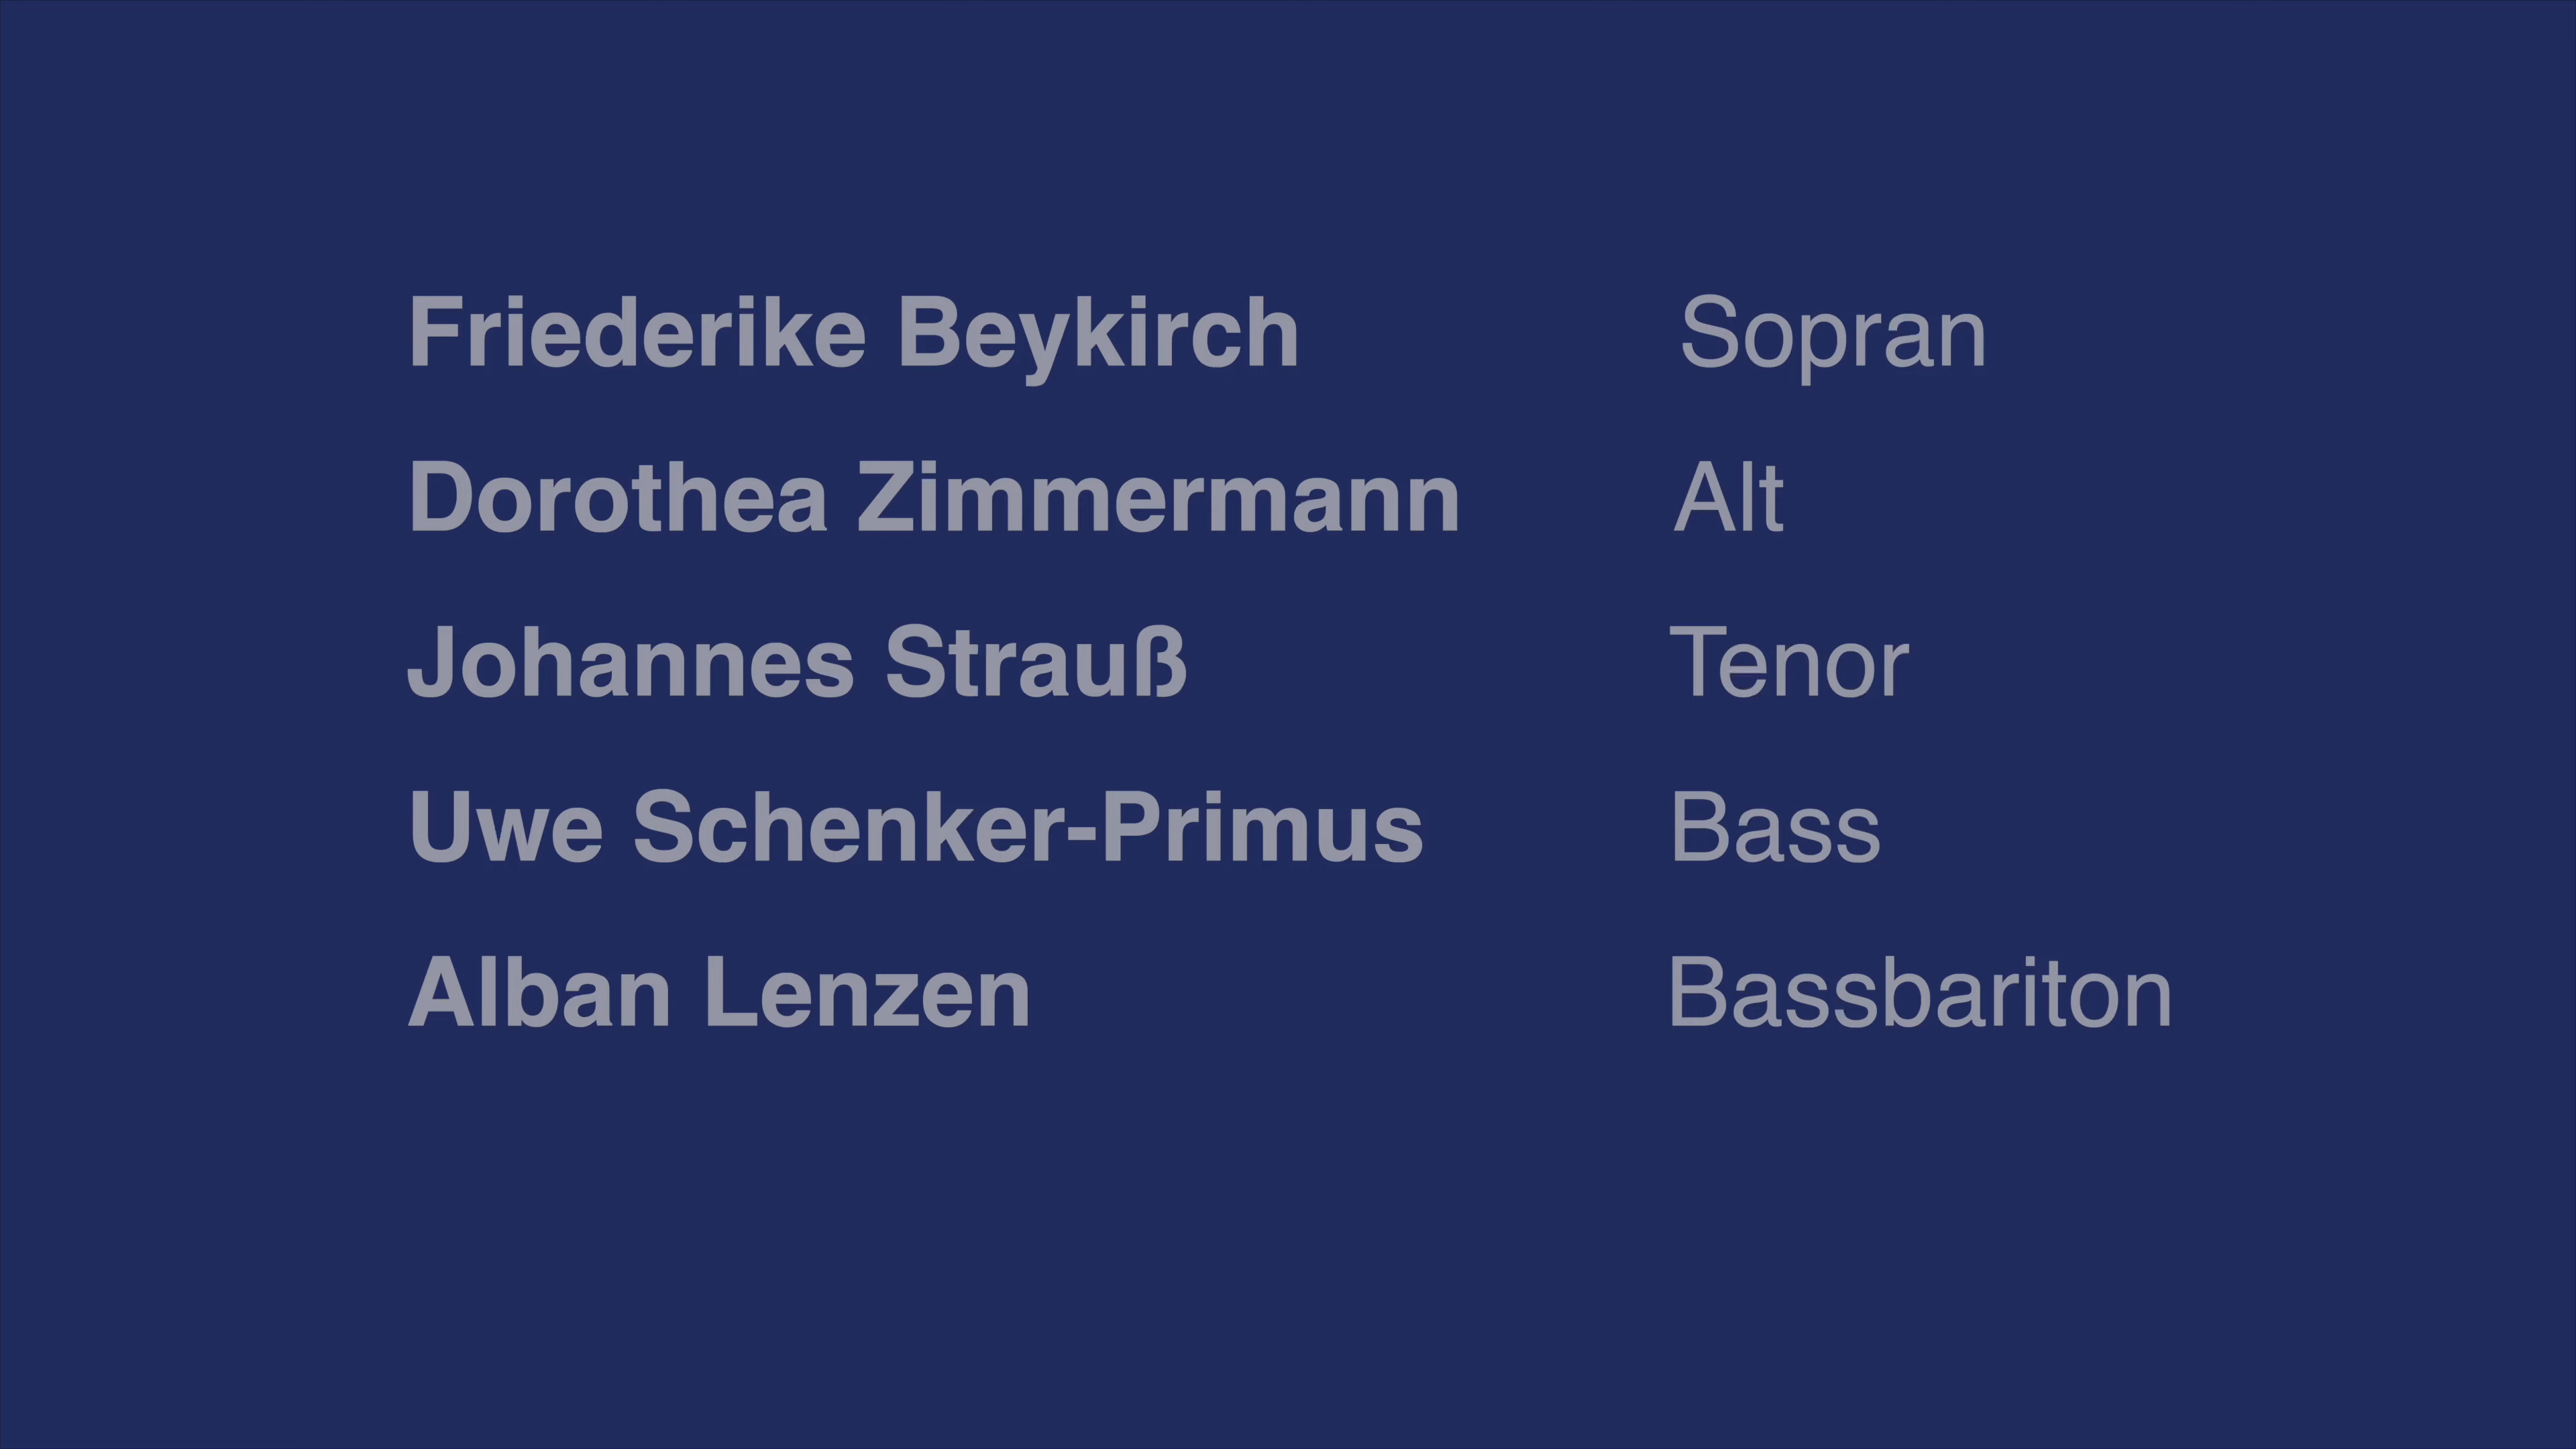 Friederike Beykirch Sopran
Dorothea Zimmermann Alt
Johannes Strauß Tenor
Uwe Schenker-Primus Bass
Alban Lenzen Bassbariton